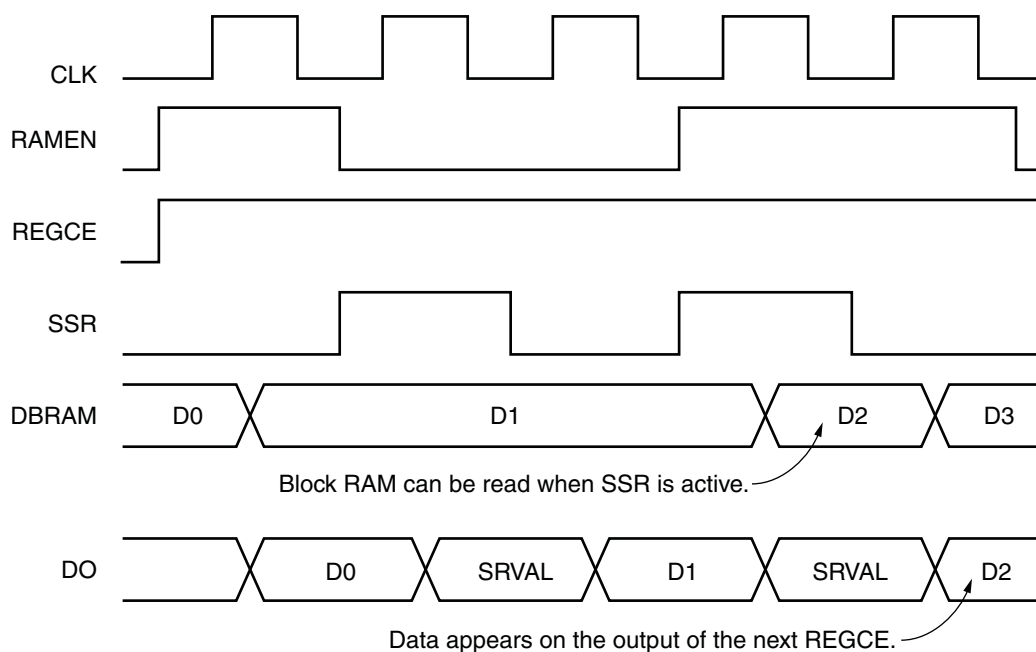 CLK
RAMEN
REGCE
SSR
DBRAM D0 D1 D2 D3
Block RAM can be read when SSR is active.
DO D0 SRVAL D1 SRVAL D2
Data appears on the output of the next REGCE.